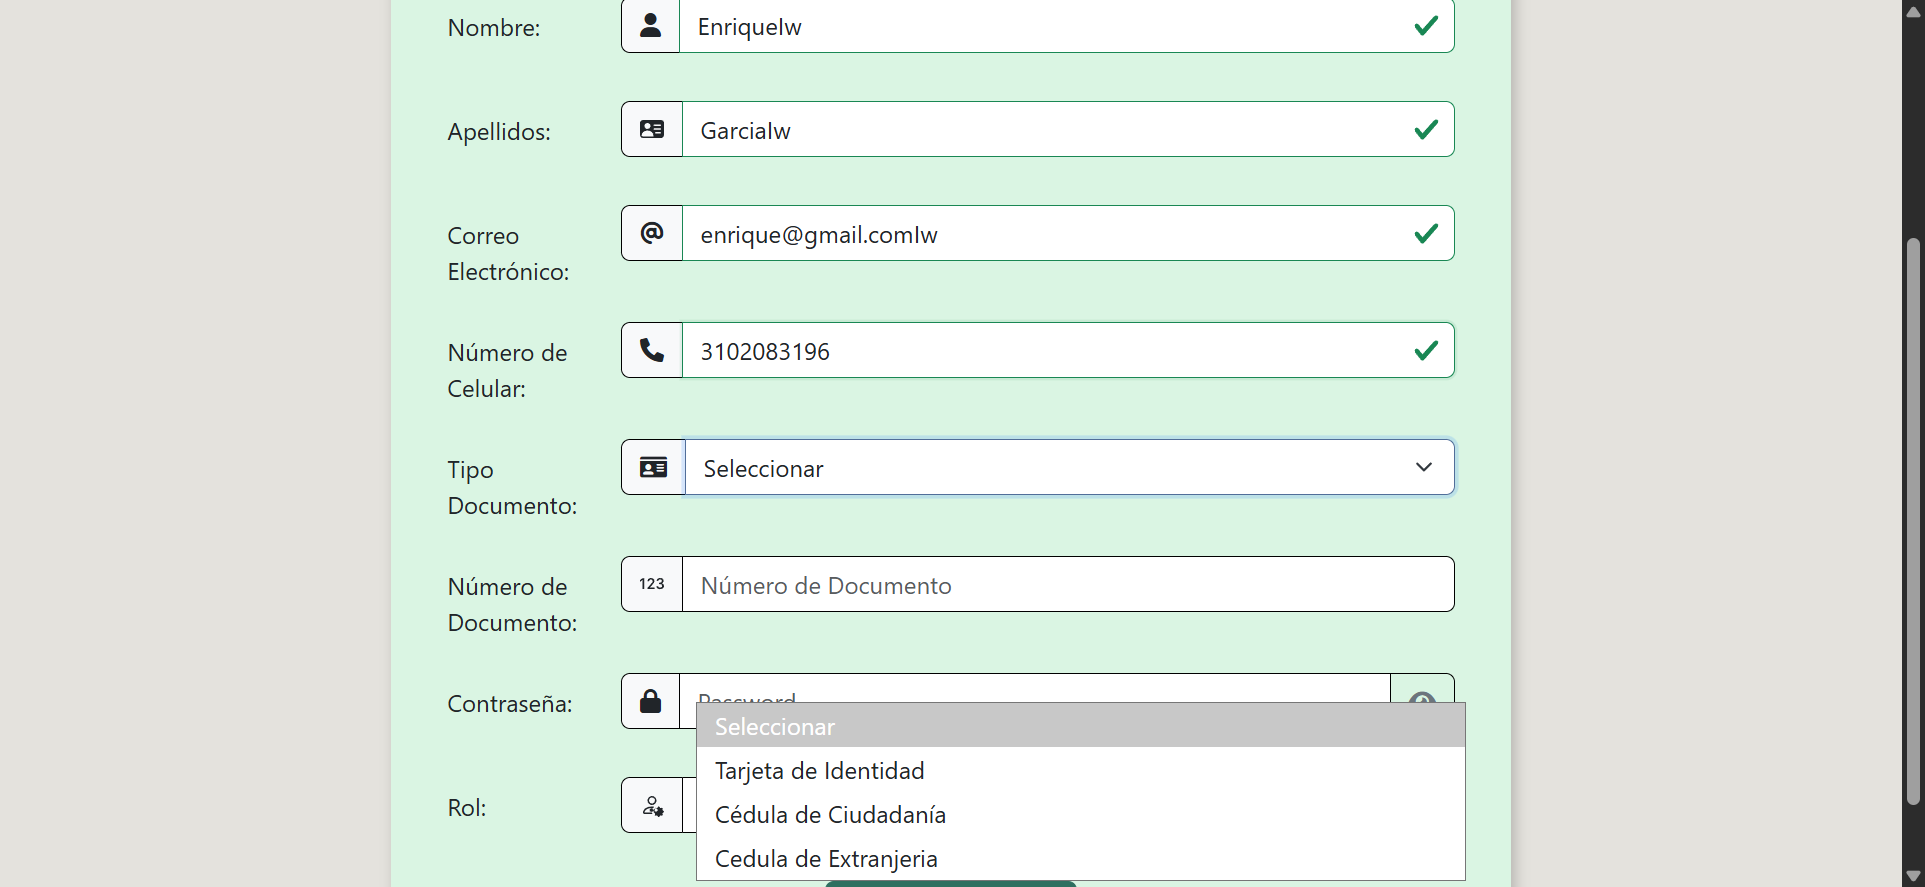 Nombre:
Enriquelw
Apellidos:
Garcialw
Correo
Electrónico:
enrique@gmail.comlw
Número de
Celular:
3102083196
Tipo
Documento:
Seleccionar
Número de
Documento:
123
Número de Documento
Contraseña:
Password
Seleccionar
Tarjeta de Identidad
Cédula de Ciudadanía
Cedula de Extranjeria
Rol: